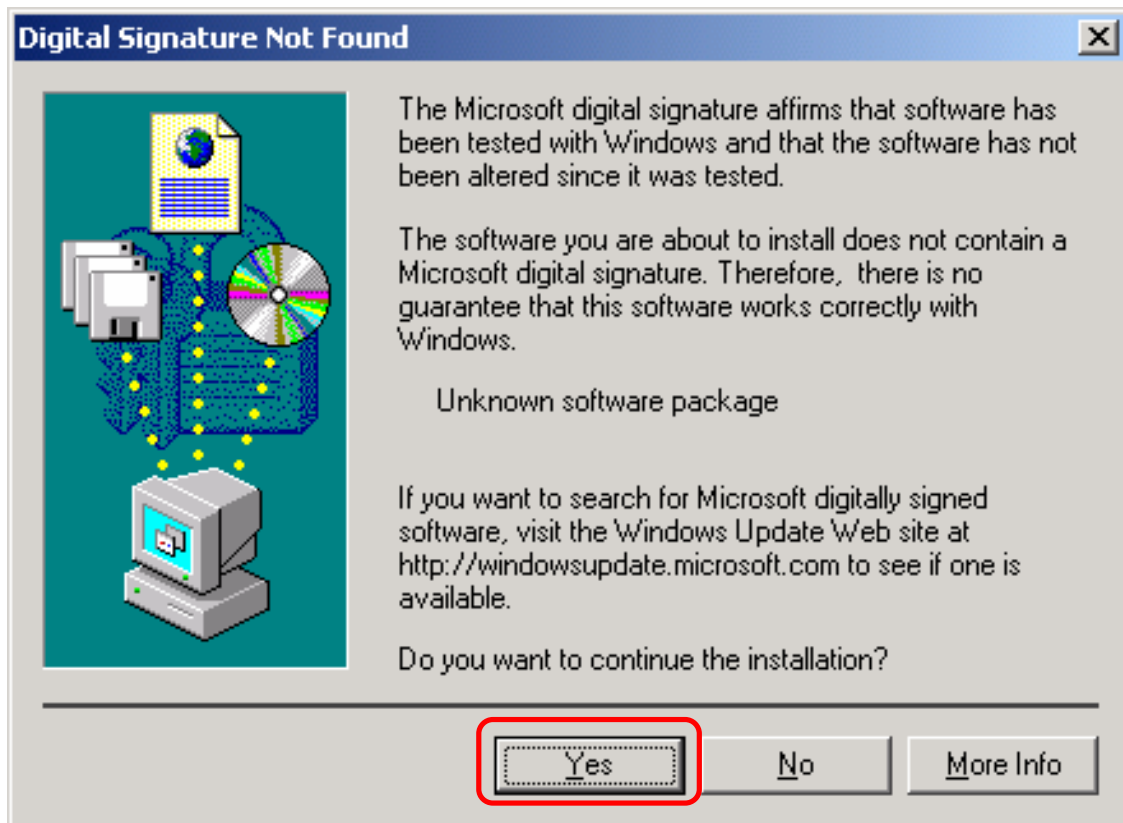 Digital Signature Not Found
The Microsoft digital signature affirms that software has
been tested with Windows and that the software has not
been altered since it was tested.
The software you are about to install does not contain a
Microsoft digital signature. Therefore,  there is no
guarantee that this software works correctly with
Windows.
Unknown software package
If you want to search for Microsoft digitally signed
software, visit the Windows Update Web site at
http://windowsupdate.microsoft.com to see if one is
available.
Do you want to continue the installation?
Yes No More Info